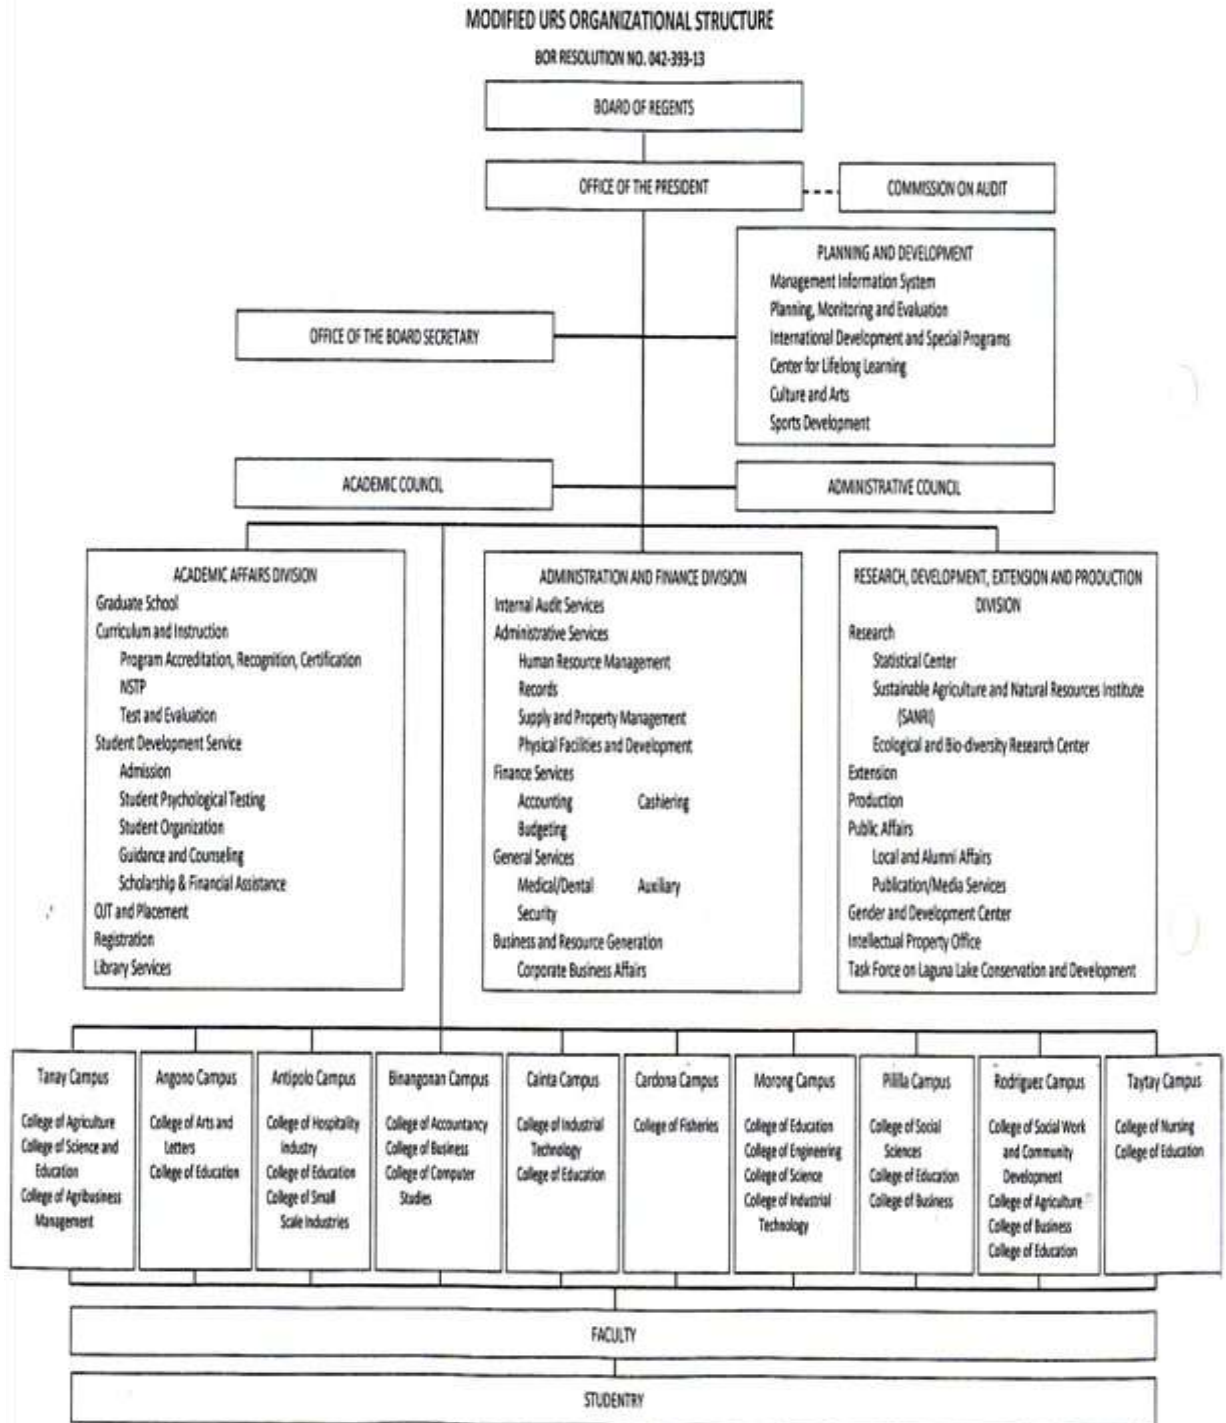 MODIFIED URS ORGANIZATIONAL STRUCTURE
BOR RESOLUTION NO. 042-393-13
BOARD OF REGENTS
OFFICE OF THE PRESIDENT
COMMISSION ON AUDIT
PLANNING AND DEVELOPMENT
Management Information System
Planning, Monitoring and Evaluation
International Development and Special Programs
Center for Lifelong Learning
Culture and Arts
Sports Development
OFFICE OF THE BOARD SECRETARY
ACADEMIC COUNCIL
ADMINISTRATIVE COUNCIL
ACADEMIC AFFAIRS DIVISION
Graduate School
Curriculum and Instruction
Program Accreditation, Recognition, Certification
NSTP
Test and Evaluation
Student Development Service
Admission
Student Psychological Testing
Student Organization
Guidance and Counseling
Scholarship & Financial Assistance
OJT and Placement
Registration
Library Services
ADMINISTRATION AND FINANCE DIVISION
Internal Audit Services
Administrative Services
Human Resource Management
Records
Supply and Property Management
Physical Facilities and Development
Finance Services
Accounting Cashiering
Budgeting
General Services
Medical/Dental Auxiliary
Security
Business and Resource Generation
Corporate Business Affairs
RESEARCH, DEVELOPMENT, EXTENSION AND PRODUCTION
DIVISION
Research
Statistical Center
Sustainable Agriculture and Natural Resources Institute
(SANRI)
Ecological and Bio-diversity Research Center
Extension
Production
Public Affairs
Local and Alumni Affairs
Publication/Media Services
Gender and Development Center
Intellectual Property Office
Task Force on Laguna Lake Conservation and Development
Tanay Campus
College of Agriculture
College of Science and
Education
College of Agribusiness
Management
Angono Campus
College of Arts and
Letters
College of Education
Antipolo Campus
College of Hospitality
Industry
College of Education
College of Small
Scale Industries
Binangonan Campus
College of Accountancy
College of Business
College of Computer
Studies
Cainta Campus
College of Industrial
Technology
College of Education
Cardona Campus
College of Fisheries
Morong Campus
College of Education
College of Engineering
College of Science
College of Industrial
Technology
Pililla Campus
College of Social
Sciences
College of Education
College of Business
Rodriguez Campus
College of Social Work
and Community
Development
College of Agriculture
College of Business
College of Education
Taytay Campus
College of Nursing
College of Education
FACULTY
STUDENTRY